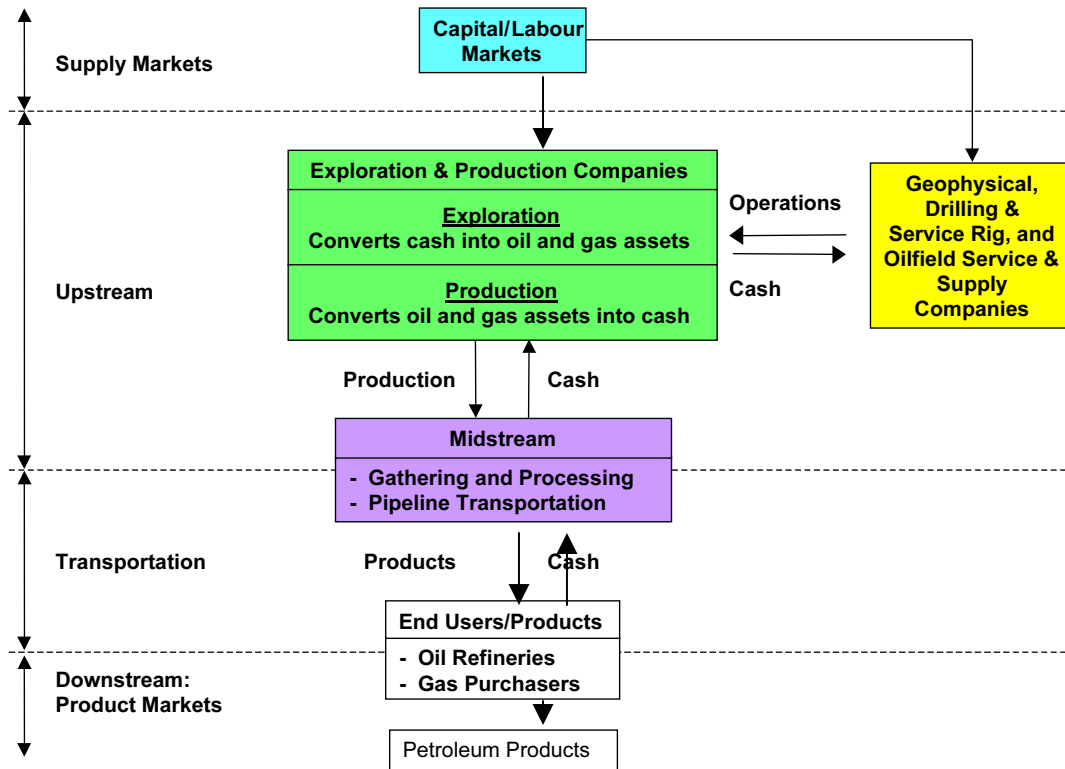 Capital/Labour
Markets
Supply Markets
Exploration & Production Companies
Exploration
Converts cash into oil and gas assets
Production
Converts oil and gas assets into cash
Operations
Cash
Geophysical,
Drilling &
Service Rig, and
Oilfield Service &
Supply
Companies
Upstream
Production
Cash
Midstream
- Gathering and Processing
- Pipeline Transportation
Transportation
Products
Cash
End Users/Products
- Oil Refineries
- Gas Purchasers
Downstream:
Product Markets
Petroleum Products